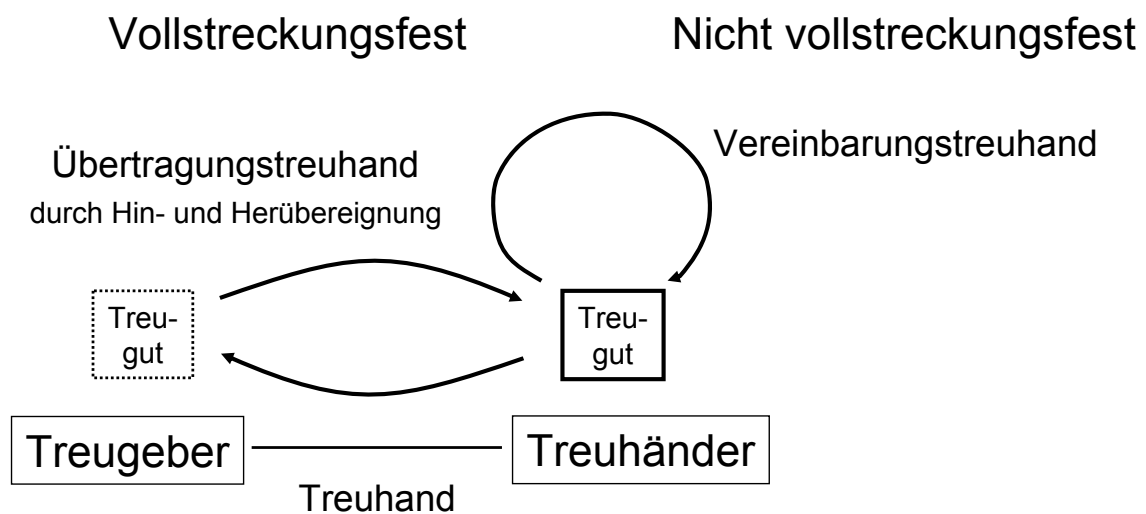 Vollstreckungsfest
Nicht vollstreckungsfest
Übertragungstreuhand
durch Hin- und Herübereignung
Vereinbarungstreuhand
Treu-
gut
Treu-
gut
Treugeber
Treuhänder
Treuhand